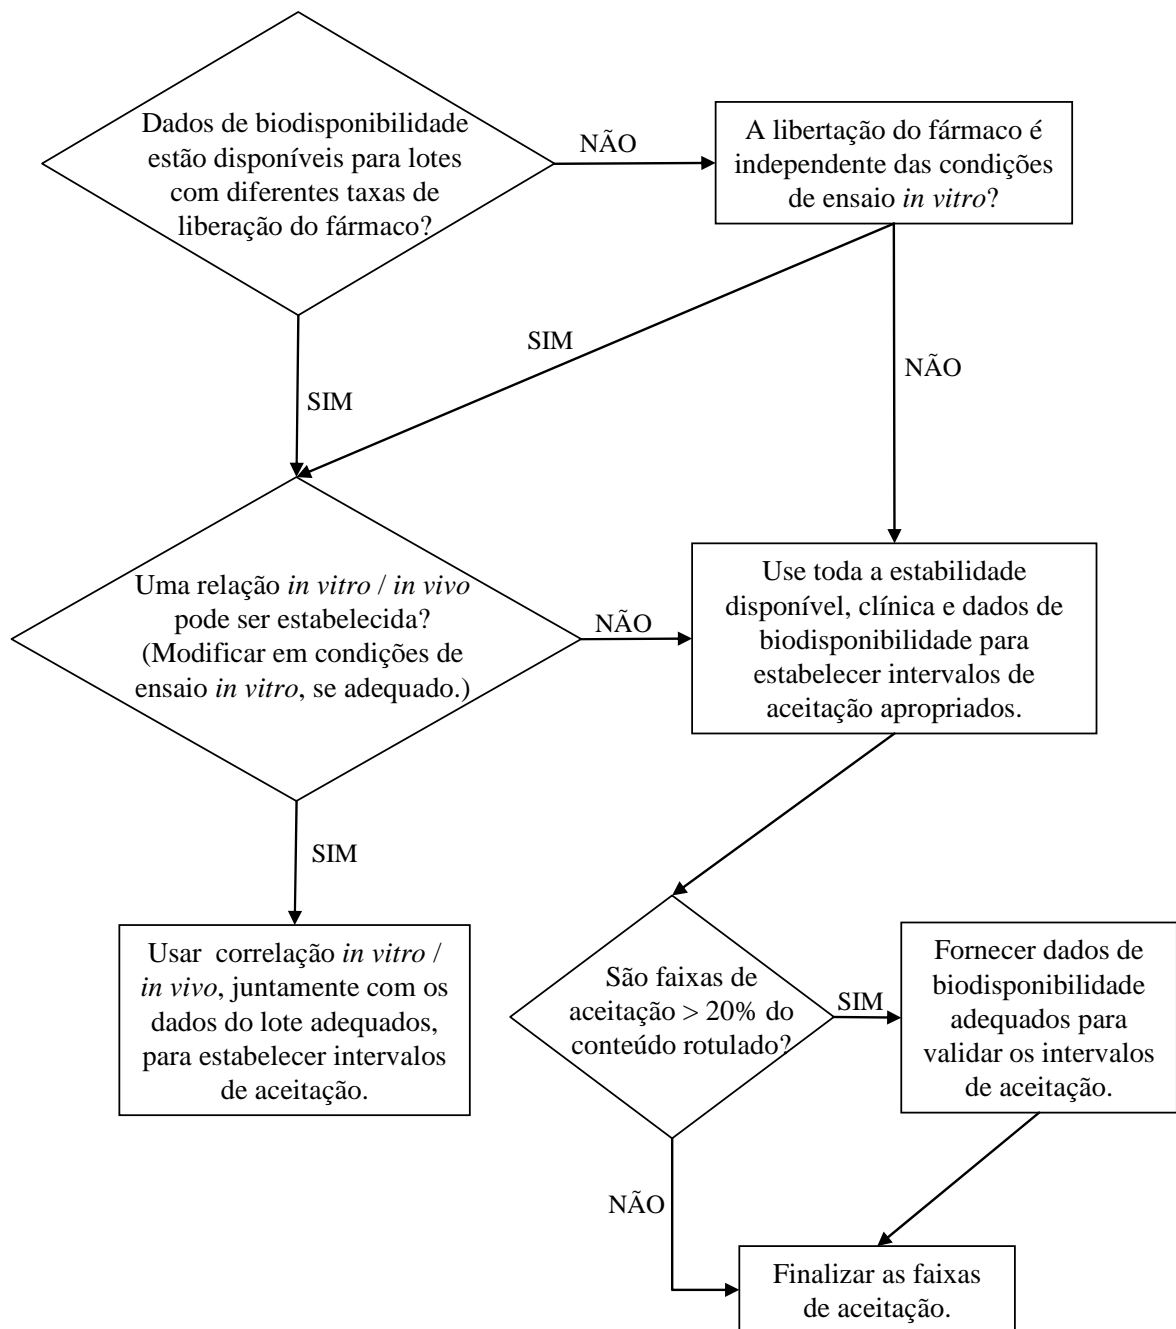 Dados de biodisponibilidade
estão disponíveis para lotes
com diferentes taxas de
liberação do fármaco?
NÃO
A libertação do fármaco é
independente das condições
de ensaio in vitro?
SIM
SIM
NÃO
Uma relação in vitro / in vivo
pode ser estabelecida?
(Modificar em condições de
ensaio in vitro, se adequado.)
NÃO
Use toda a estabilidade
disponível, clínica e dados de
biodisponibilidade para
estabelecer intervalos de
aceitação apropriados.
SIM
Usar correlação in vitro /
in vivo, juntamente com os
dados do lote adequados,
para estabelecer intervalos
de aceitação.
São faixas de
aceitação > 20% do
conteúdo rotulado?
SIM
Fornecer dados de
biodisponibilidade
adequados para
validar os intervalos
de aceitação.
NÃO
Finalizar as faixas
de aceitação.